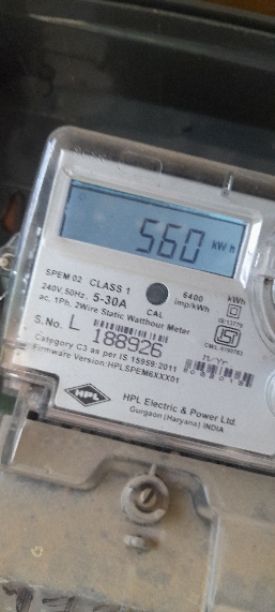 560 kWh
SPEM 02 CLASS 1 6400 kWh
240V, 50Hz, 5-30A CAL imp/kWh
ac, 1Ph, 2Wire Static Watthour Meter IS:13779
S.No. L 188926
Category C3 as per IS 15959:2011
Firmware Version:HPLSPEM6XXX01
HPL
HPL Electric & Power Ltd.
Gurgaon (Haryana) INDIA